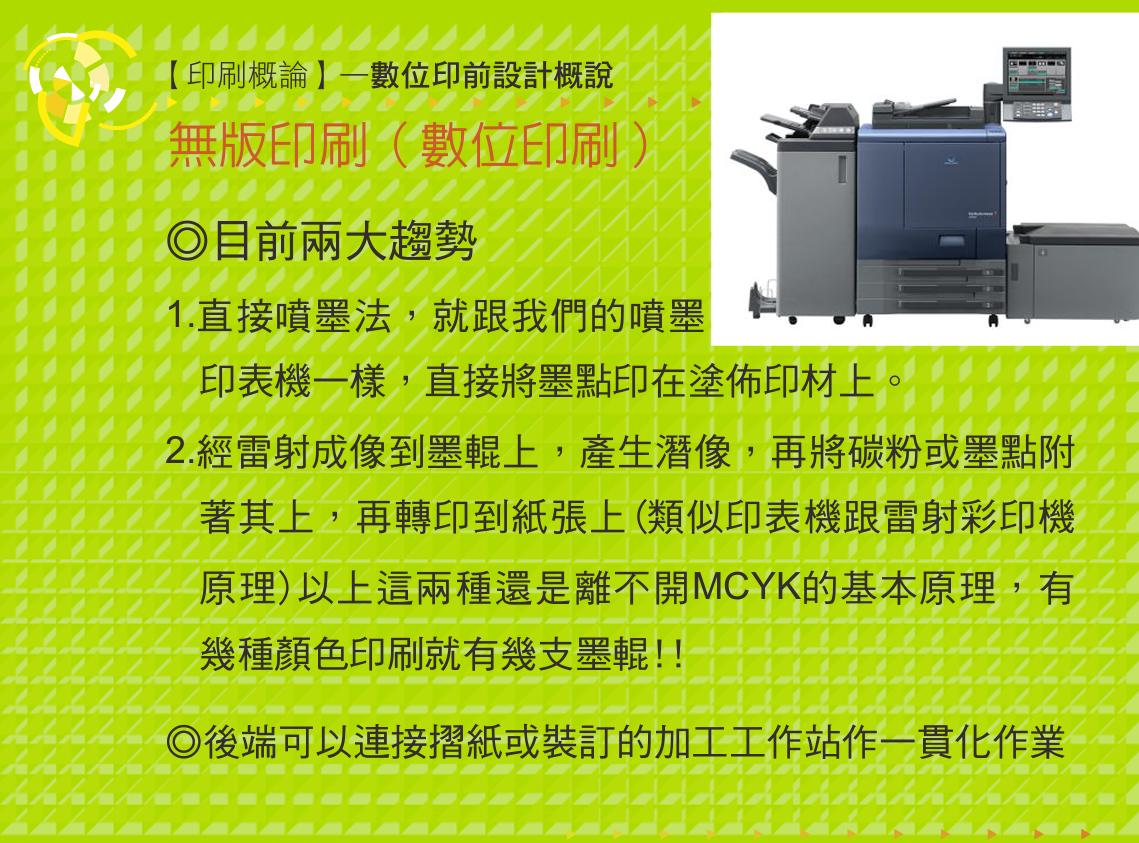 【印刷概論】—數位印前設計概說
無版印刷（數位印刷）
◎目前兩大趨勢
1.直接噴墨法，就跟我們的噴墨
印表機一樣，直接將墨點印在塗佈印材上。
2.經雷射成像到墨輥上，產生潛像，再將碳粉或墨點附
著其上，再轉印到紙張上(類似印表機跟雷射彩印機
原理)以上這兩種還是離不開MCYK的基本原理，有
幾種顏色印刷就有幾支墨輥!!
◎後端可以連接摺紙或裝訂的加工工作站作一貫化作業